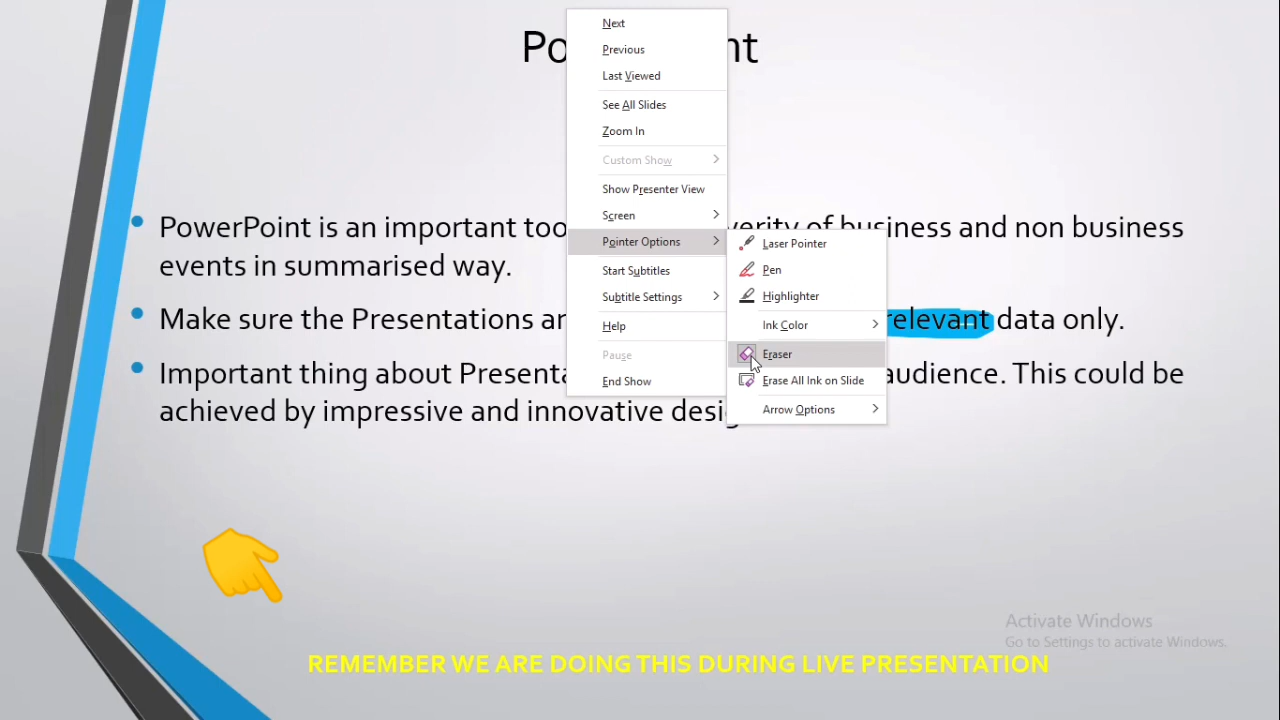 Po nt
Next
Previous
Last Viewed
See All Slides
Zoom In
Custom Show
Show Presenter View
Screen
Pointer Options
Start Subtitles
Subtitle Settings
Help
Pause
End Show
Laser Pointer
Pen
Highlighter
Ink Color
Eraser
Erase All Ink on Slide
Arrow Options
PowerPoint is an important too verity of business and non business
events in summarised way.
Make sure the Presentations a relevant data only.
Important thing about Present audience. This could be
achieved by impressive and innovative desi
Activate Windows
Go to Settings to activate Windows.
REMEMBER WE ARE DOING THIS DURING LIVE PRESENTATION